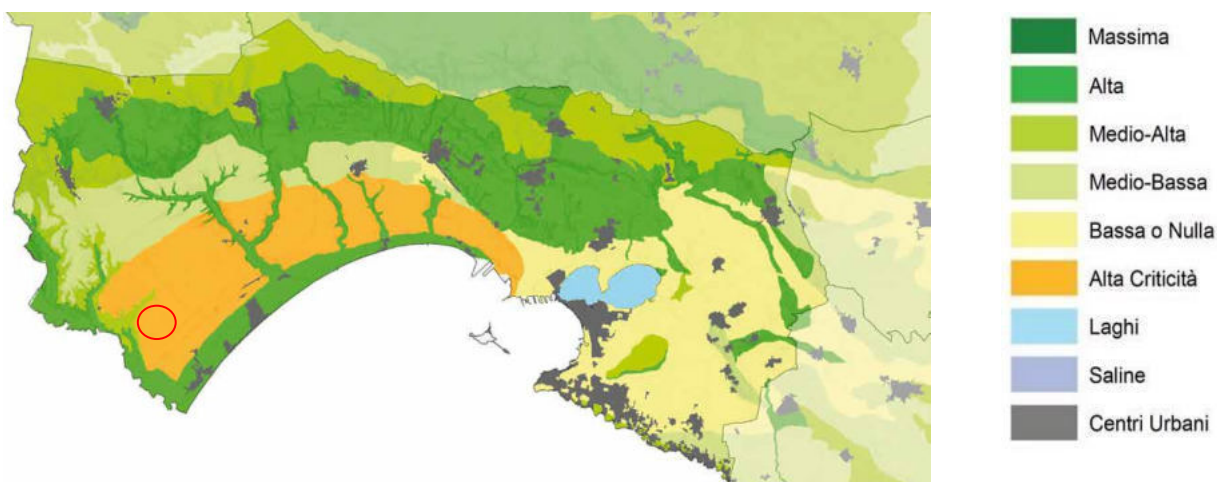 Massima
Alta
Medio-Alta
Medio-Bassa
Bassa o Nulla
Alta Criticità
Laghi
Saline
Centri Urbani